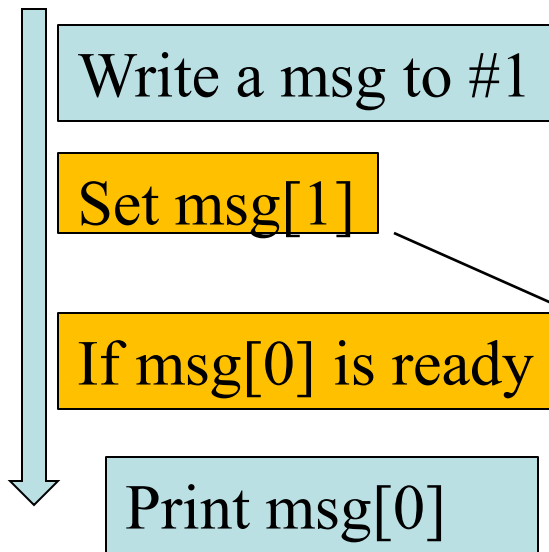 Write a msg to #1
Set msg[1]
If msg[0] is ready
Print msg[0]